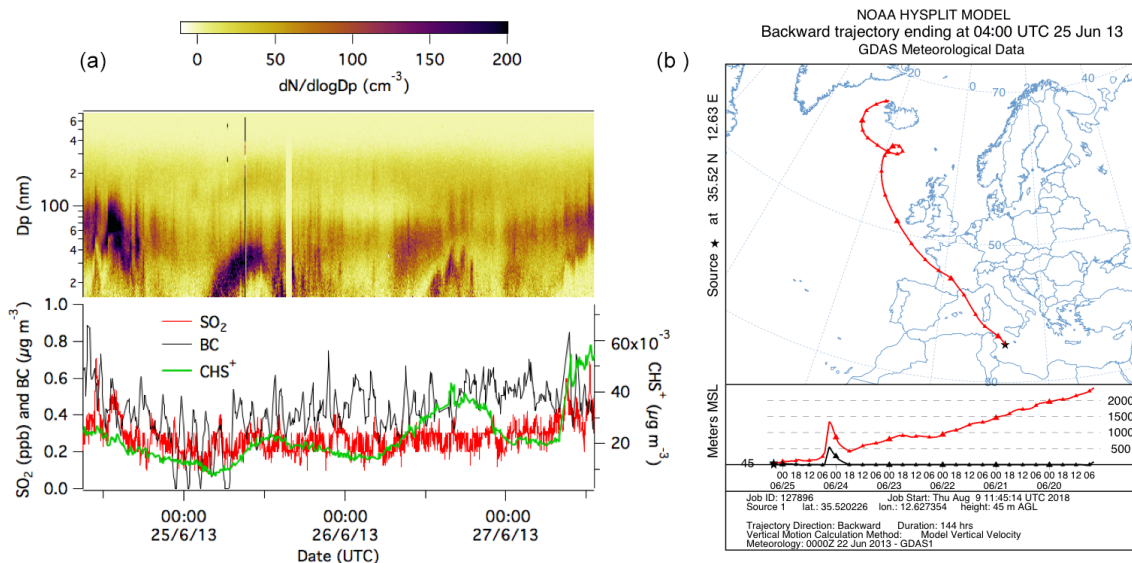 (a)
0 50 100 150 200
dN/dlogDp (cm-3)
Dp (nm)
6
4
2
100
6
4
2
SO2 (ppb) and BC (µg m-3)
1.0
0.8
0.6
0.4
0.2
0.0
SO2
BC
CHS+
60x10-3
40
20
0
CHS+ (µg m-3)
00:00 00:00 00:00
25/6/13 26/6/13 27/6/13
Date (UTC)
(b )
NOAA HYSPLIT MODEL
Backward trajectory ending at 04:00 UTC 25 Jun 13
GDAS Meteorological Data
Source ★ at 35.52 N 12.63 E
20
0
20
70
40
50
Meters MSL
2000
1500
1000
500
45
00 18 12 06 00 18 12 06 00 18 12 06 00 18 12 06 00 18 12 06 00 18 12 06
06/25 06/24 06/23 06/22 06/21 06/20
Job ID: 127896 Job Start: Thu Aug 9 11:45:14 UTC 2018
Source 1 lat.: 35.520226 lon.: 12.627354 height: 45 m AGL
Trajectory Direction: Backward Duration: 144 hrs
Vertical Motion Calculation Method: Model Vertical Velocity
Meteorology: 0000Z 22 Jun 2013 - GDAS1